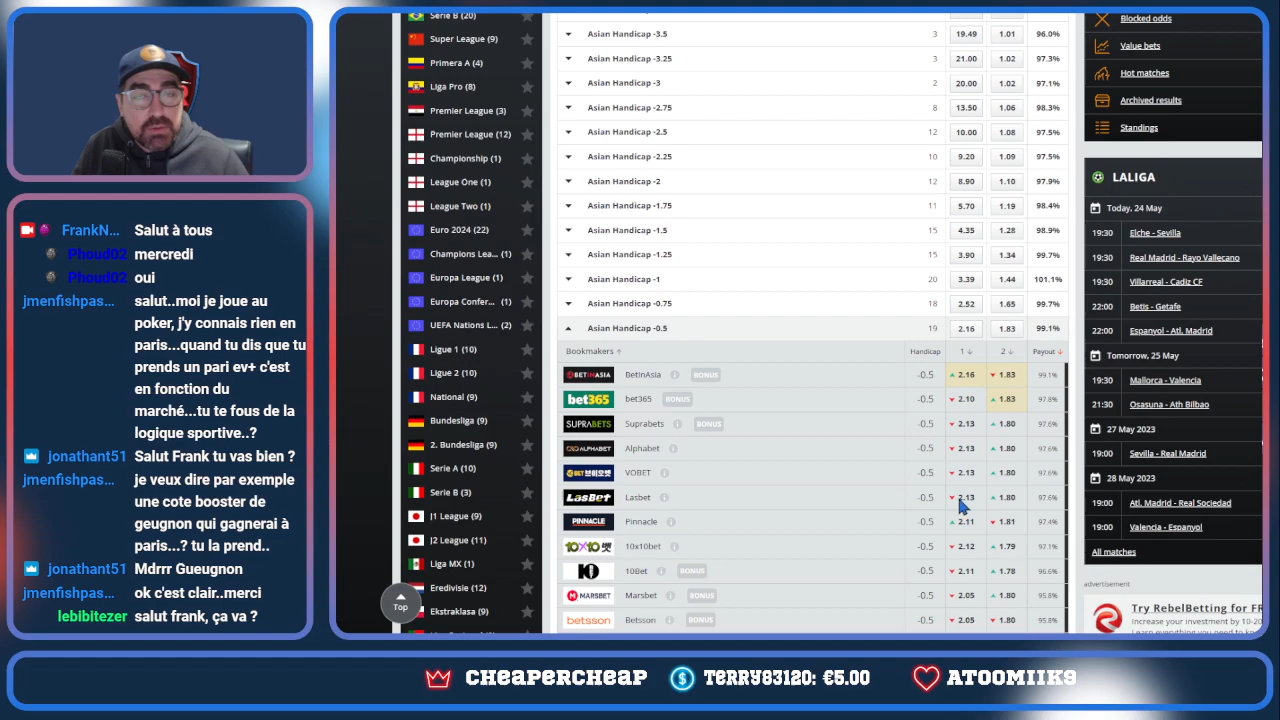 FrankN... Salut à tous
Phoud02 mercredi
Phoud02 oui
jmenfishpas... salut..moi je joue au
poker, j'y connais rien en
paris...quand tu dis que tu
prends un pari ev+ c'est
en fonction du
marché...tu te fous de la
logique sportive..?
jonathant51 Salut Frank tu vas bien ?
jmenfishpas... je veux dire par exemple
une cote booster de
geugnon qui gagnerai à
paris...? tu la prend..
jonathant51 Mdrrr Gueugnon
jmenfishpas... ok c'est clair..merci
lebibitezer salut frank, ça va ?
Serie B (20)
Super League (9)
Primera A (4)
Liga Pro (8)
Premier League (3)
Premier League (12)
Championship (1)
League One (1)
League Two (1)
Euro 2024 (22)
Champions Lea... (1)
Europa League (1)
Europa Confer... (1)
UEFA Nations L... (2)
Ligue 1 (10)
Ligue 2 (10)
National (9)
Bundesliga (9)
2. Bundesliga (9)
Serie A (10)
Serie B (3)
J1 League (9)
J2 League (11)
Liga MX (1)
Eredivisie (12)
Ekstraklasa (9)
Top
Asian Handicap -3.5 3 19.49 1.01 96.0%
Asian Handicap -3.25 3 21.00 1.02 97.3%
Asian Handicap -3 2 20.00 1.02 97.1%
Asian Handicap -2.75 8 13.50 1.06 98.3%
Asian Handicap -2.5 12 10.00 1.08 97.5%
Asian Handicap -2.25 10 9.20 1.09 97.5%
Asian Handicap -2 12 8.90 1.10 97.9%
Asian Handicap -1.75 11 5.70 1.19 98.4%
Asian Handicap -1.5 15 4.35 1.28 98.9%
Asian Handicap -1.25 15 3.90 1.34 99.7%
Asian Handicap -1 20 3.39 1.44 101.1%
Asian Handicap -0.75 18 2.52 1.65 99.7%
Asian Handicap -0.5 19 2.16 1.83 99.1%
Bookmakers Handicap 1 2 Payout
BETINASIA BetInAsia BONUS -0.5 2.16 1.83 99.1%
bet365 bet365 BONUS -0.5 2.10 1.83 97.8%
SUPRABETS Suprabets BONUS -0.5 2.13 1.80 97.6%
ALPHABET Alphabet -0.5 2.13 1.80 97.6%
VOBET -0.5 2.13 1.80 97.6%
LasBet Lasbet -0.5 2.13 1.80 97.6%
PINNACLE Pinnacle -0.5 2.11 1.81 97.4%
10X10벳 10x10bet -0.5 2.12 1.79 97.1%
10 10Bet BONUS -0.5 2.11 1.78 96.6%
MARSBET Marsbet BONUS -0.5 2.05 1.80 95.8%
betsson Betsson BONUS -0.5 2.05 1.80 95.8%
Blocked odds
Value bets
Hot matches
Archived results
Standings
LALIGA
Today, 24 May
19:30 Elche - Sevilla
19:30 Real Madrid - Rayo Vallecano
19:30 Villarreal - Cadiz CF
22:00 Betis - Getafe
22:00 Espanyol - Atl. Madrid
Tomorrow, 25 May
19:30 Mallorca - Valencia
21:30 Osasuna - Ath Bilbao
27 May 2023
19:00 Sevilla - Real Madrid
28 May 2023
19:00 Atl. Madrid - Real Sociedad
19:00 Valencia - Espanyol
All matches
advertisement
Try RebelBetting for FR
Increase your investment by 10-20
CHEAPERCHEAP
TERRY83120: €5.00
ATOOMIIK9